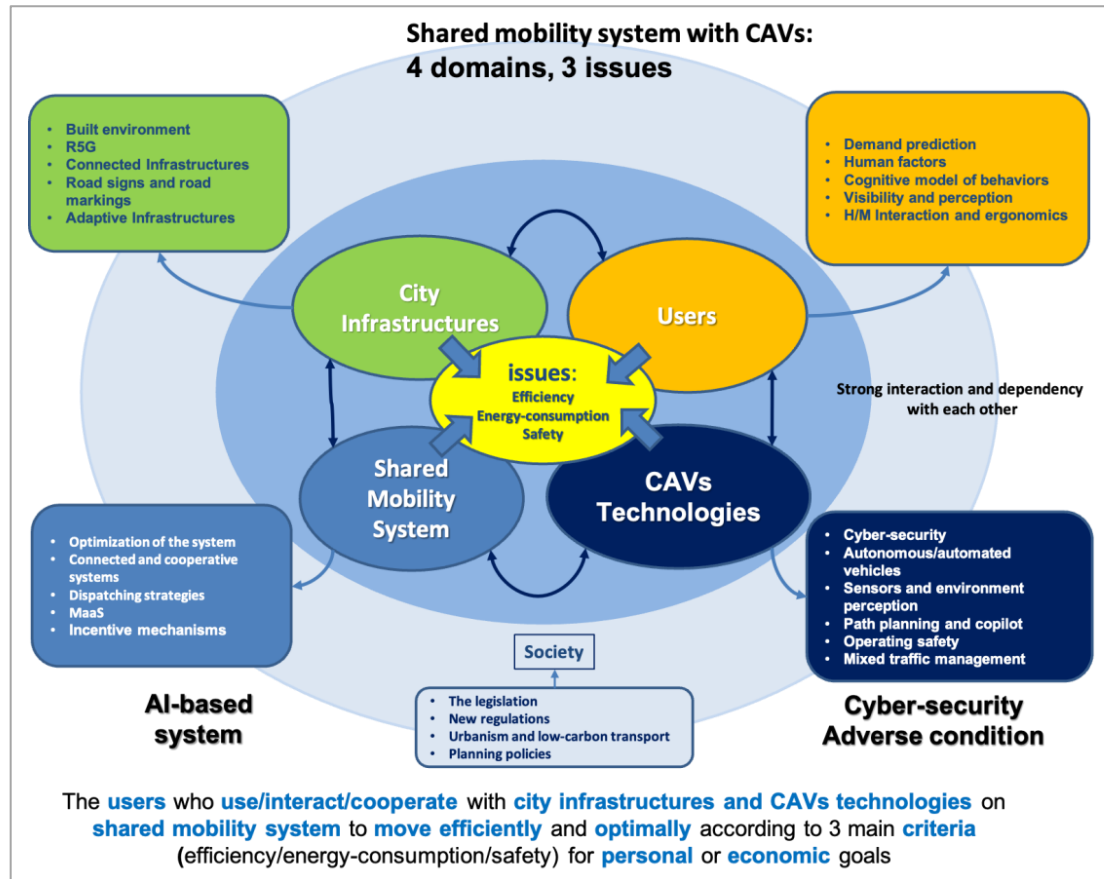 Shared mobility system with CAVs:
4 domains, 3 issues
• Built environment
• R5G
• Connected Infrastructures
• Road signs and road
markings
• Adaptive Infrastructures
• Demand prediction
• Human factors
• Cognitive model of behaviors
• Visibility and perception
• H/M Interaction and ergonomics
City
Infrastructures
Users
issues:
Efficiency
Energy-consumption
Safety
Strong interaction and dependency
with each other
Shared
Mobility
System
CAVs
Technologies
• Optimization of the system
• Connected and cooperative
systems
• Dispatching strategies
• MaaS
• Incentive mechanisms
• Cyber-security
• Autonomous/automated
vehicles
• Sensors and environment
perception
• Path planning and copilot
• Operating safety
• Mixed traffic management
Society
• The legislation
• New regulations
• Urbanism and low-carbon transport
• Planning policies
AI-based
system
Cyber-security
Adverse condition
The users who use/interact/cooperate with city infrastructures and CAVs technologies on
shared mobility system to move efficiently and optimally according to 3 main criteria
(efficiency/energy-consumption/safety) for personal or economic goals